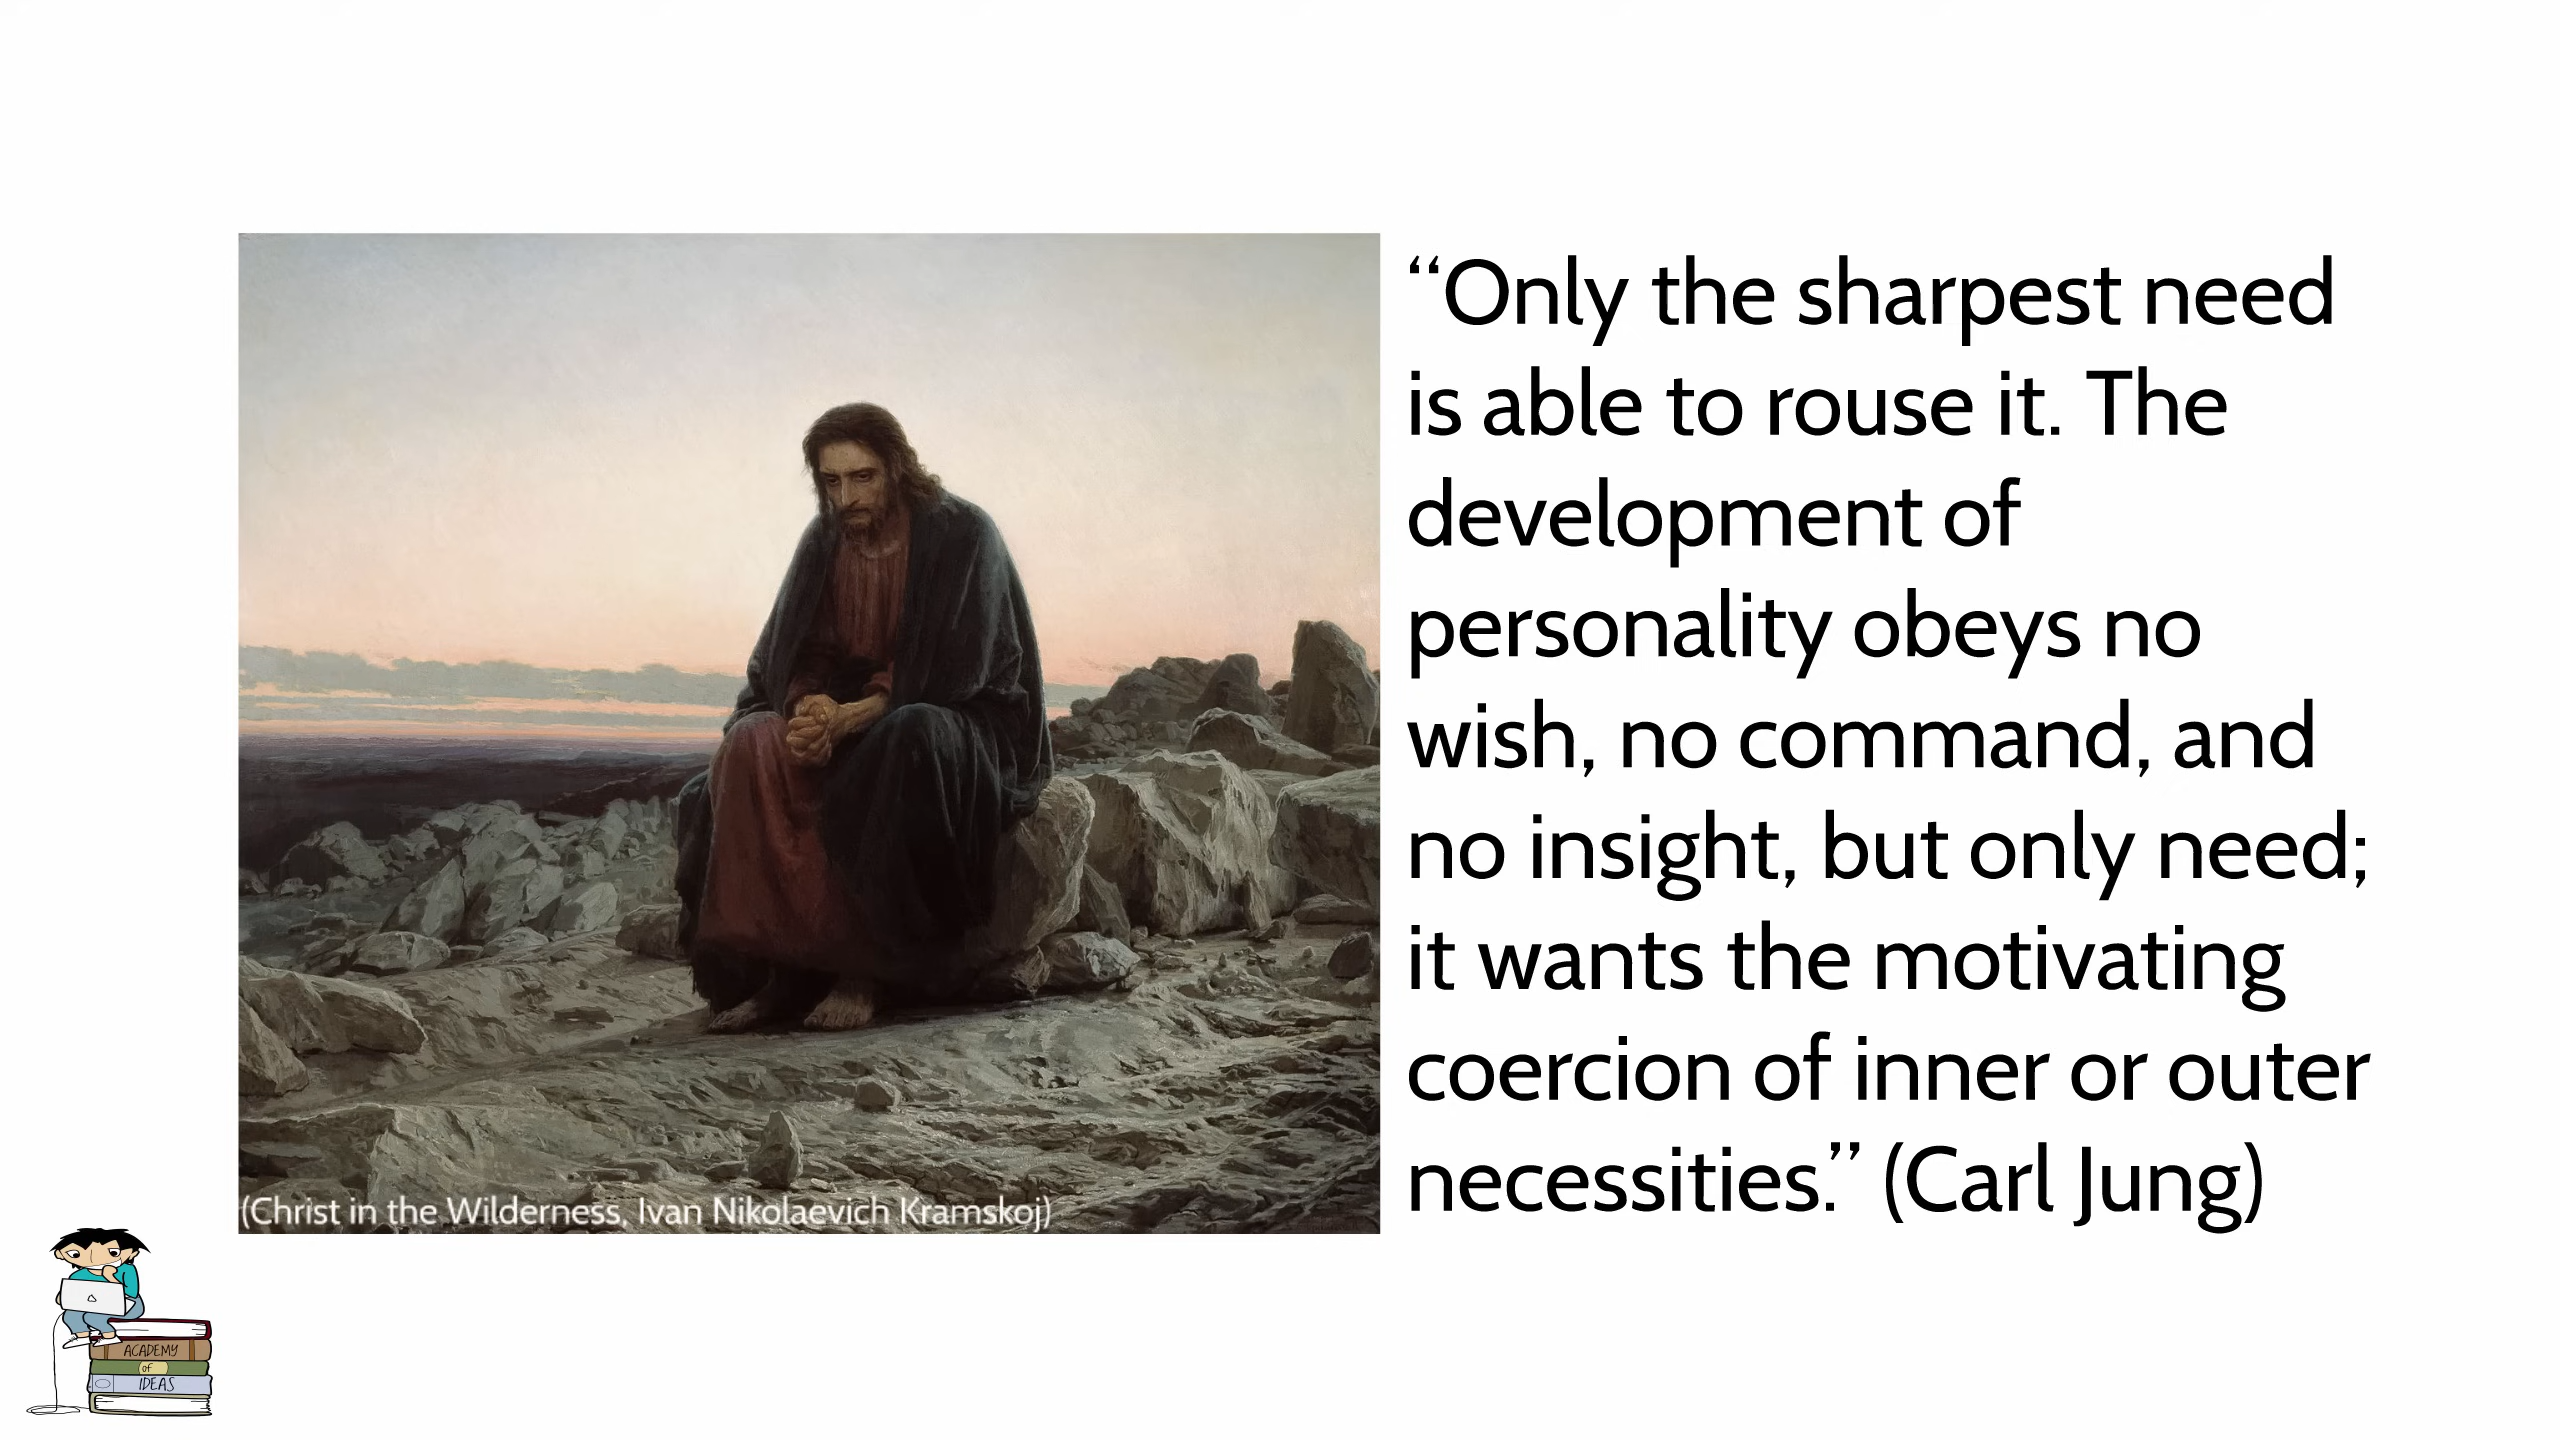 “Only the sharpest need
is able to rouse it. The
development of
personality obeys no
wish, no command, and
no insight, but only need;
it wants the motivating
coercion of inner or outer
necessities.” (Carl Jung)
(Christ in the Wilderness, Ivan Nikolaevich Kramskoj)
ACADEMY
of
IDEAS